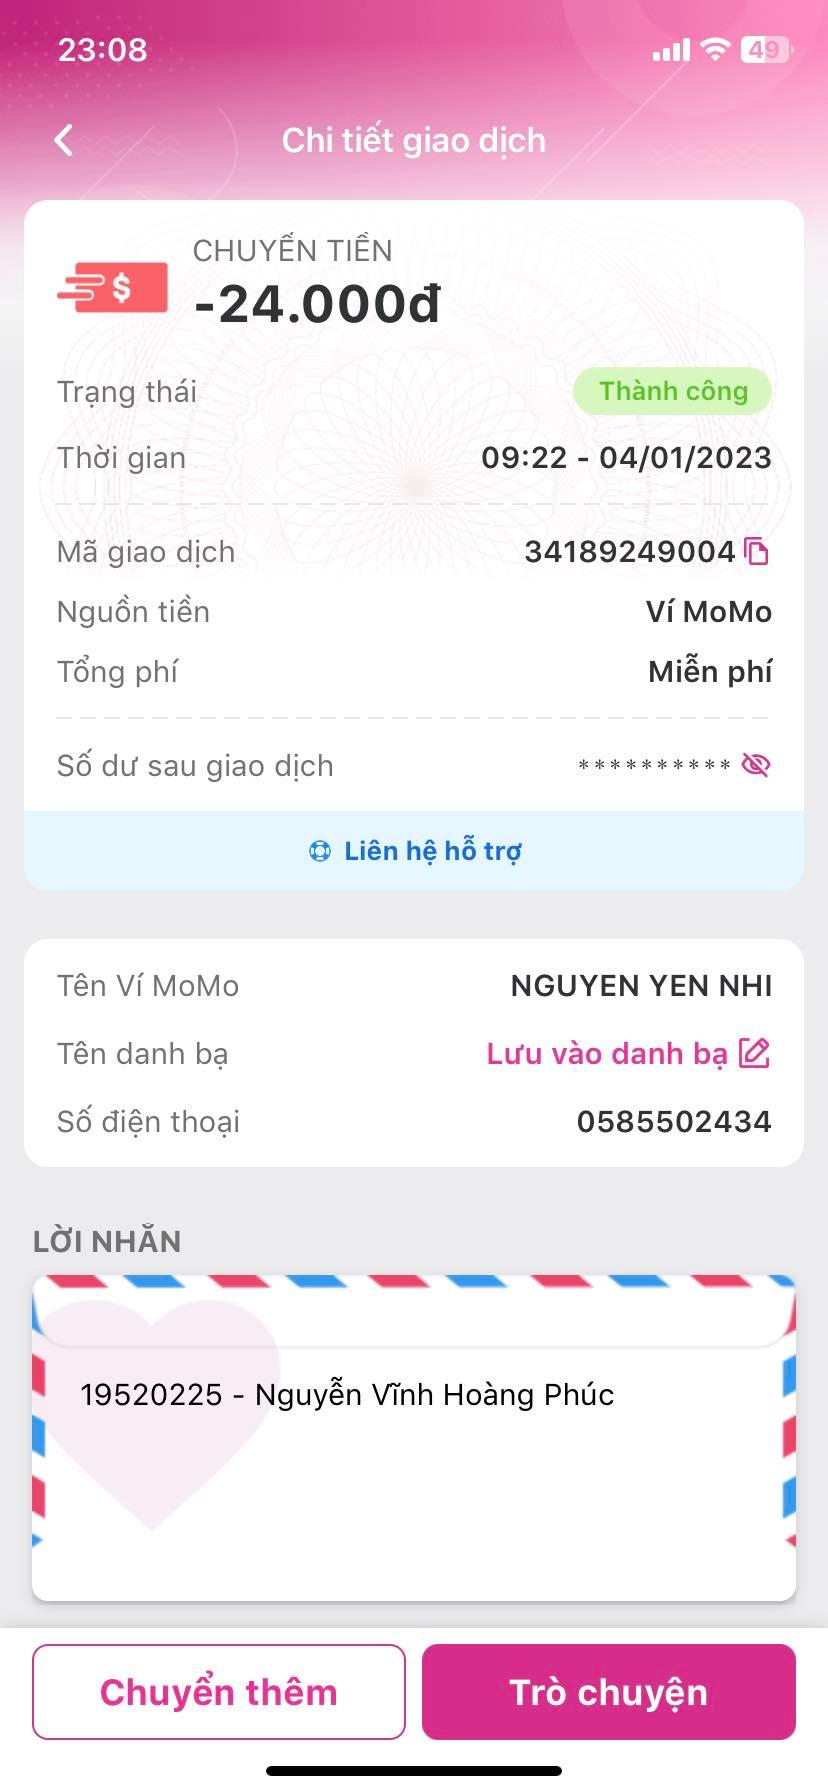 23:08
49
Chi tiết giao dịch
CHUYỂN TIỀN
$
-24.000đ
Trạng thái
Thành công
Thời gian
09:22 - 04/01/2023
Mã giao dịch
34189249004
Nguồn tiền
Ví MoMo
Tổng phí
Miễn phí
Số dư sau giao dịch
**********
Liên hệ hỗ trợ
Tên Ví MoMo
NGUYEN YEN NHI
Tên danh bạ
Lưu vào danh bạ
Số điện thoại
0585502434
LỜI NHẮN
19520225 - Nguyễn Vĩnh Hoàng Phúc
Chuyển thêm
Trò chuyện